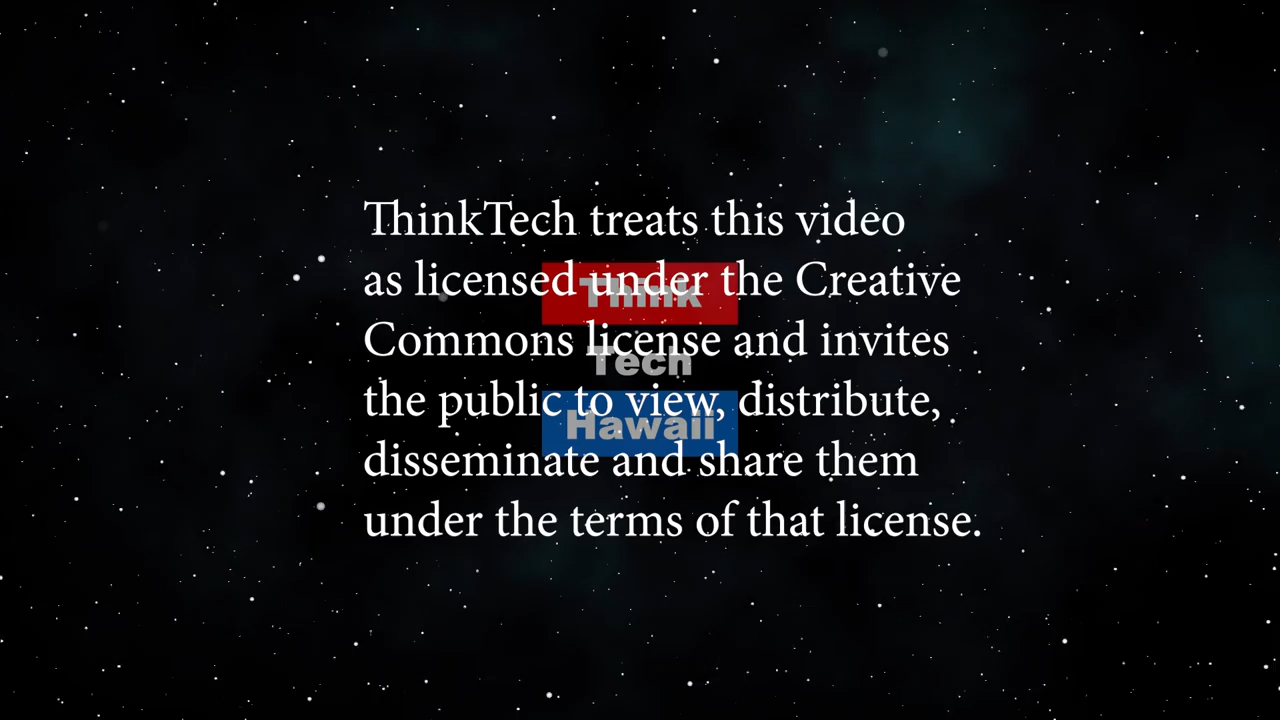 ThinkTech treats this video
as licensed under the Creative
Commons license and invites
the public to view, distribute,
disseminate and share them
under the terms of that license.
Think
Tech
Hawaii